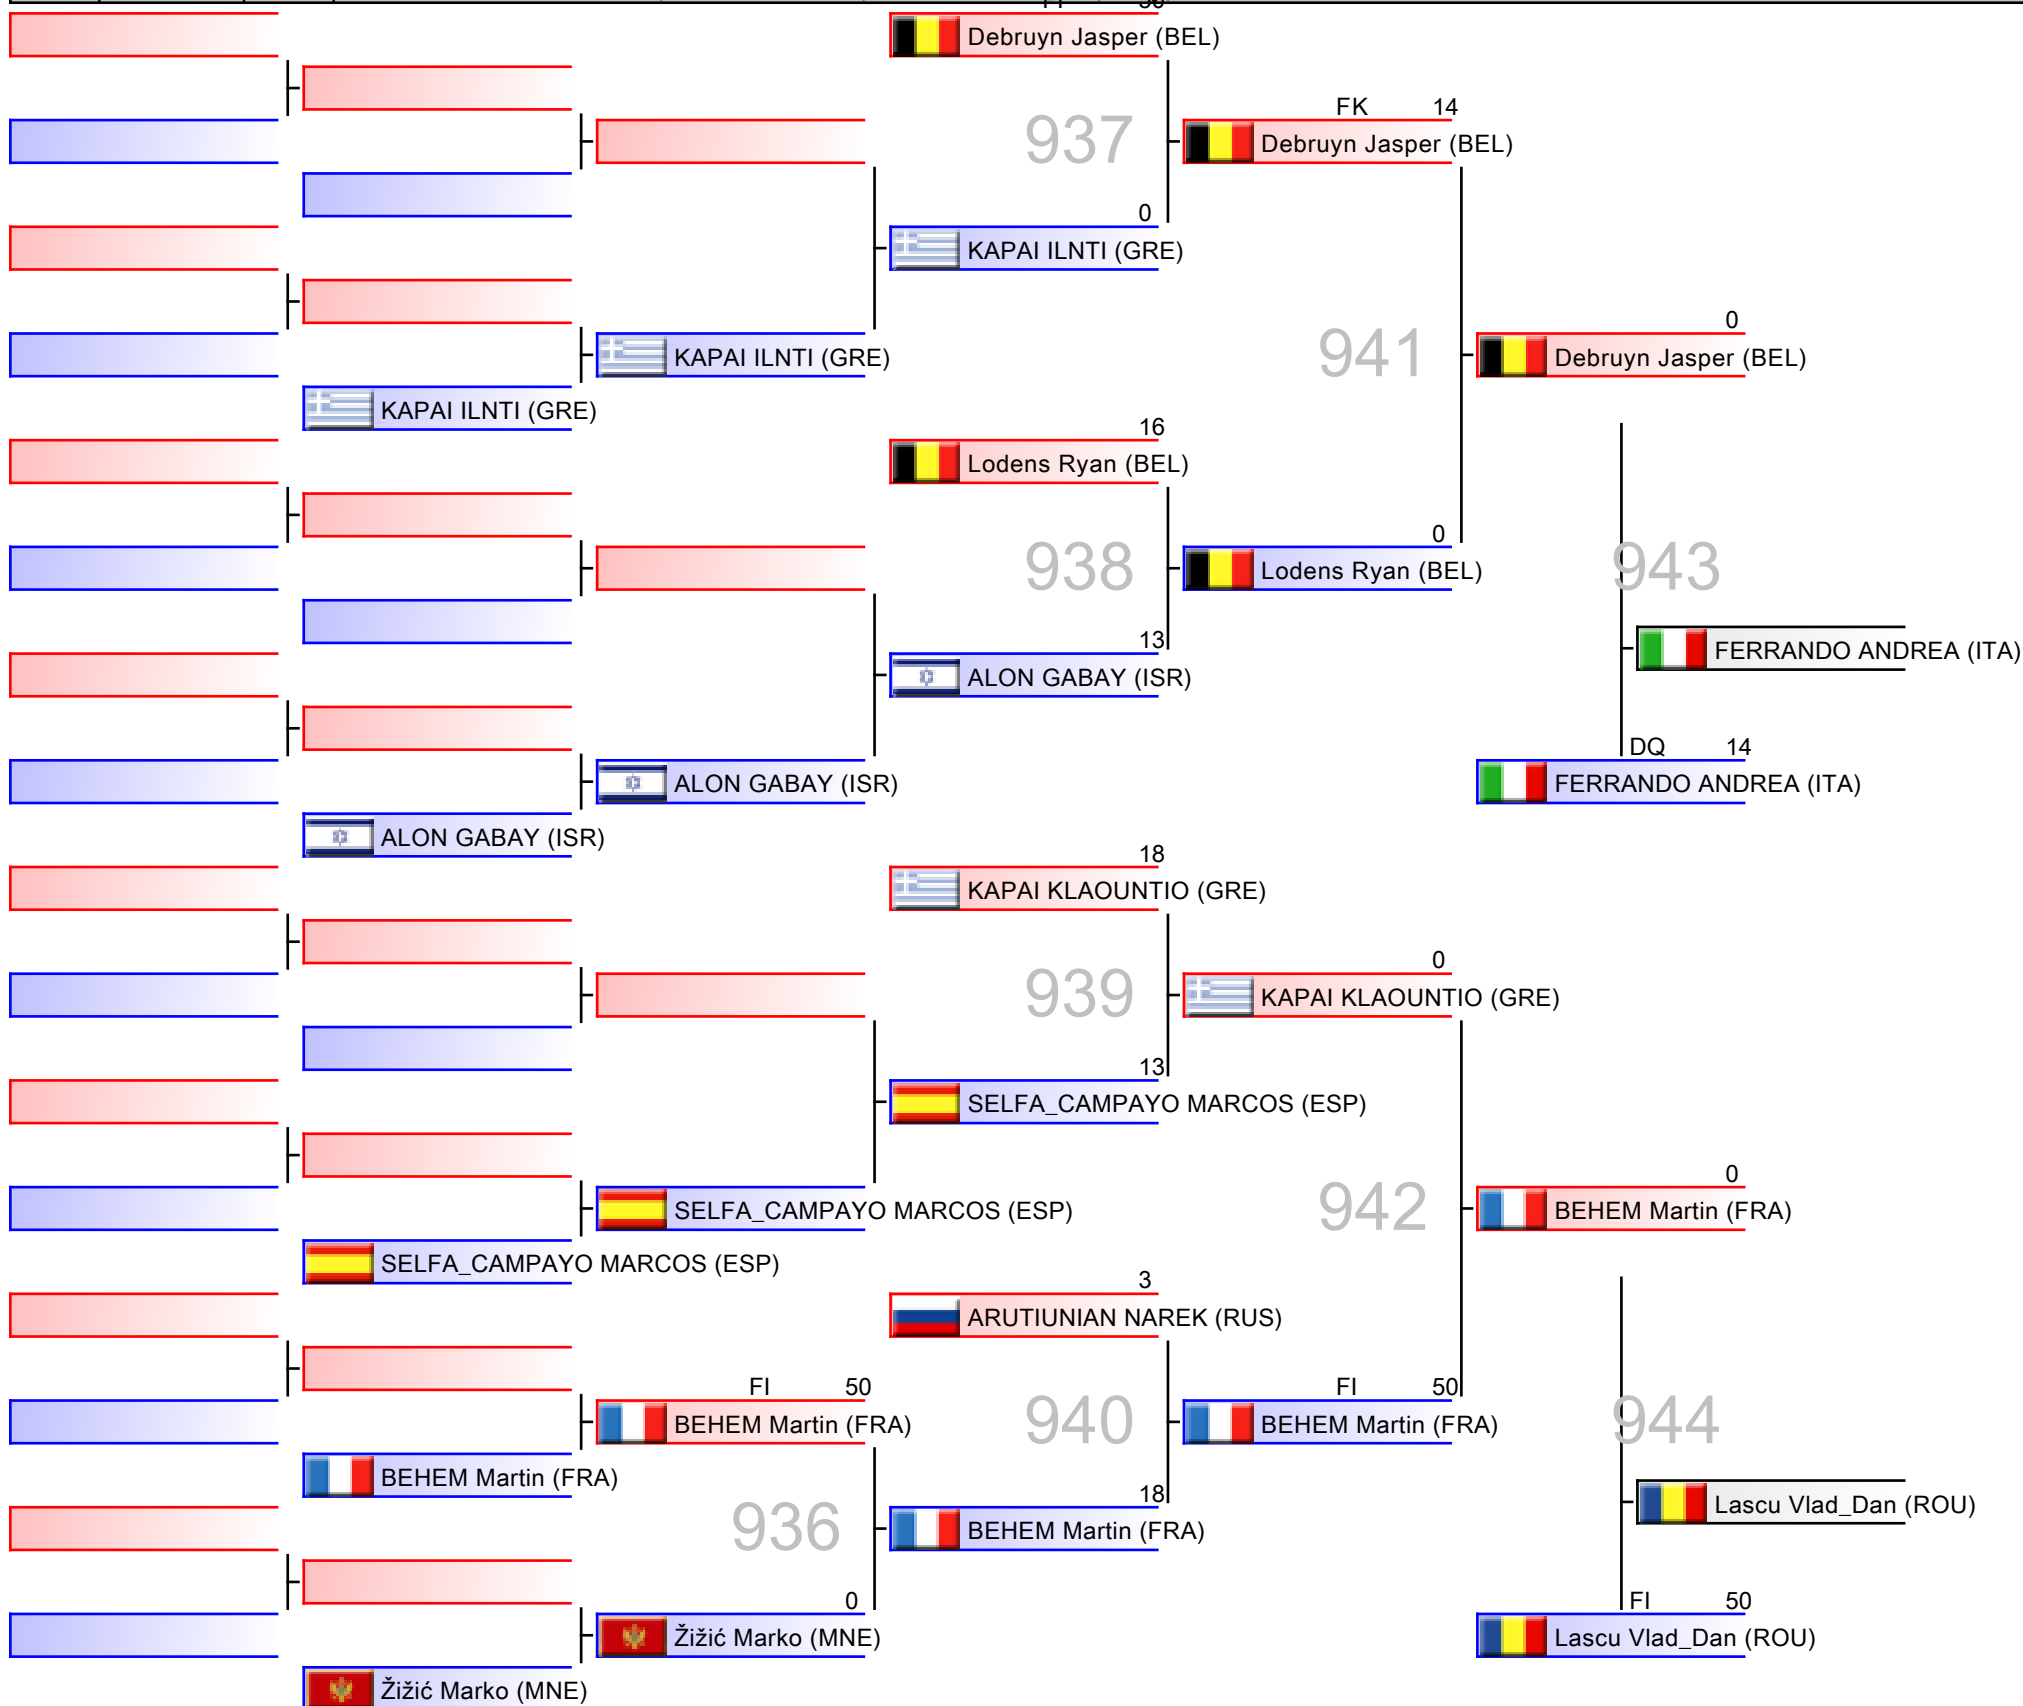 Debruyn Jasper (BEL)
FK 14
937
Debruyn Jasper (BEL)
0
KAPAI ILNTI (GRE)
0
KAPAI ILNTI (GRE)
941
Debruyn Jasper (BEL)
KAPAI ILNTI (GRE)
16
Lodens Ryan (BEL)
0
938
Lodens Ryan (BEL)
943
13
ALON GABAY (ISR)
FERRANDO ANDREA (ITA)
DQ 14
ALON GABAY (ISR)
FERRANDO ANDREA (ITA)
ALON GABAY (ISR)
18
KAPAI KLAOUNTIO (GRE)
0
939
KAPAI KLAOUNTIO (GRE)
13
SELFA_CAMPAYO MARCOS (ESP)
0
SELFA_CAMPAYO MARCOS (ESP)
942
BEHEM Martin (FRA)
SELFA_CAMPAYO MARCOS (ESP)
3
ARUTIUNIAN NAREK (RUS)
FI 50
FI 50
BEHEM Martin (FRA)
940
BEHEM Martin (FRA)
944
BEHEM Martin (FRA)
18
936
BEHEM Martin (FRA)
Lascu Vlad_Dan (ROU)
0
FI 50
Žižić Marko (MNE)
Lascu Vlad_Dan (ROU)
Žižić Marko (MNE)